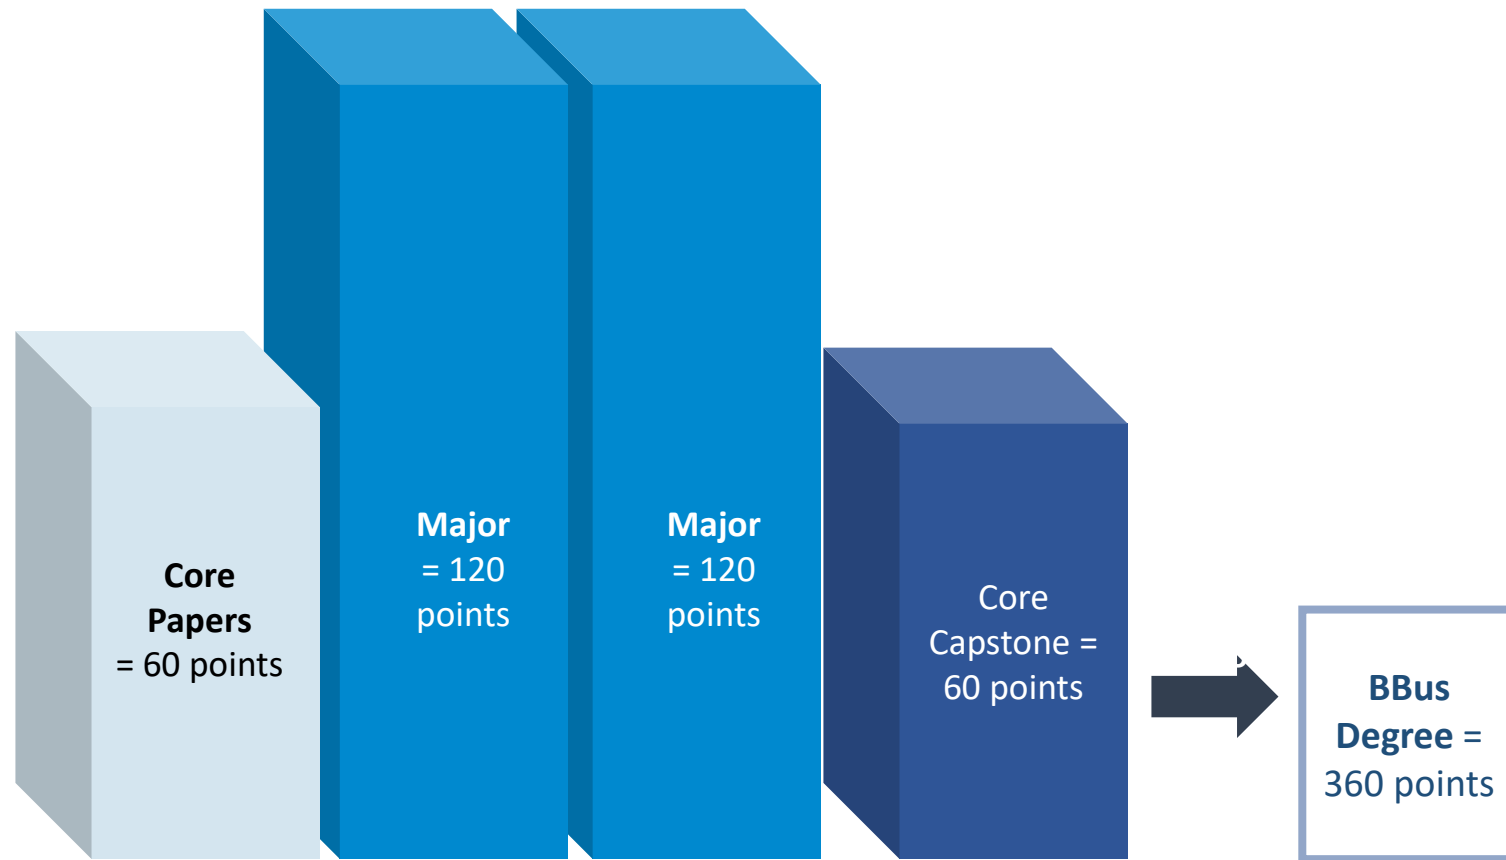 Core
Papers
= 60 points
Major
= 120
points
Major
= 120
points
Core
Capstone =
60 points
BBus
Degree =
360 points